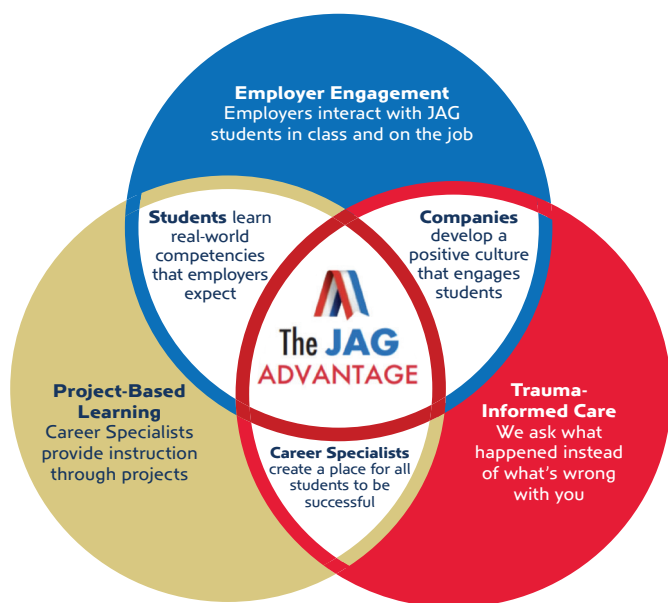 Employer Engagement
Employers interact with JAG
students in class and on the job
Students learn
real-world
competencies
that employers
expect
Companies
develop a
positive culture
that engages
students
The JAG
ADVANTAGE
Project-Based
Learning
Career Specialists
provide instruction
through projects
Career Specialists
create a place for all
students to be
successful
Trauma-
Informed Care
We ask what
happened instead
of what's wrong
with you